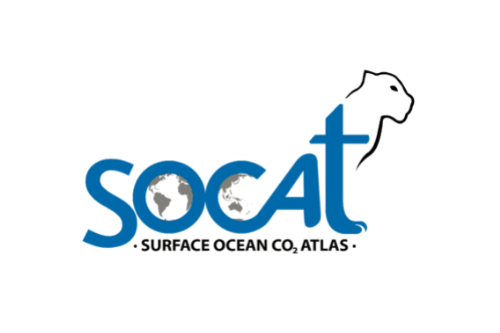 SOCAt
· SURFACE OCEAN CO₂ ATLAS ·